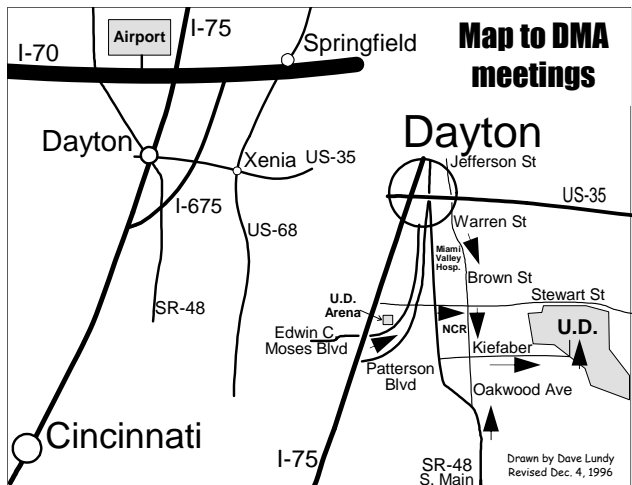 Map to DMA
meetings
I-70
Airport
I-75
Springfield
Dayton
Xenia
US-35
I-675
US-68
SR-48
Cincinnati
Dayton
Jefferson St
US-35
Warren St
Miami
Valley
Hosp.
Brown St
Stewart St
U.D.
Arena
NCR
U.D.
Edwin C.
Moses Blvd
Kiefaber
Patterson
Blvd
Oakwood Ave
I-75
SR-48
S. Main
Drawn by Dave Lundy
Revised Dec. 4, 1996